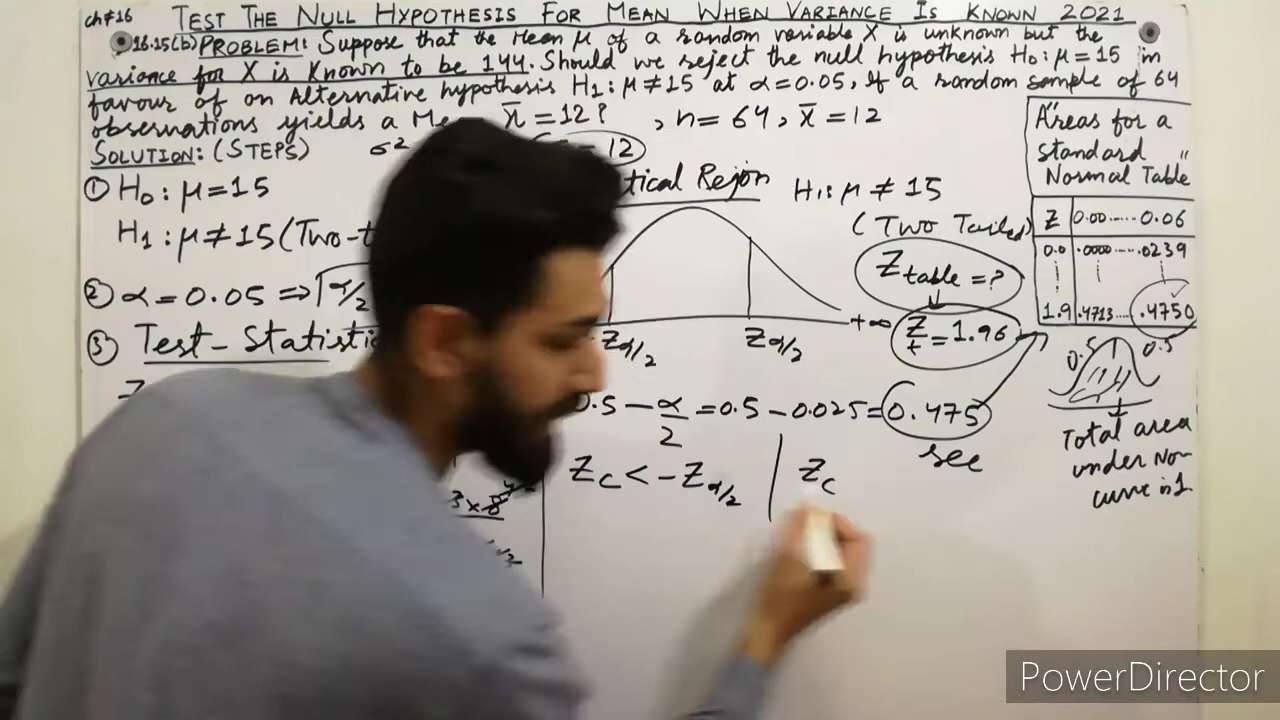 ch#16 TEST THE NULL HYPOTHESIS FOR MEAN WHEN VARIANCE IS KNOWN 2021
16.15(b) PROBLEM: Suppose that the Mean μ of a random variable X is unknown but the
variance for X is Known to be 144. Should we reject the null hypothesis H₀: μ = 15 in
favour of an Alternative hypothesis H₁: μ ≠ 15 at α = 0.05, if a random sample of 64
observations yields a x̄ = 12? , n = 64, x̄ = 12
SOLUTION: (STEPS) σ² = 12
① H₀: μ = 15
H₁: μ ≠ 15 (Two-t
② α = 0.05 ⇒ α/2
③ Test-Statistic
Z
3 × 8
tical Rejon H₁: μ ≠ 15
(Two Tailed)
Z table = ?
Z t = 1.96
+∞
Zα/2 Zα/2
0.5 - α/2 = 0.5 - 0.025 = 0.475
see
Zc < -Zα/2 | Zc
"Areas for a
standard
Normal Table"
Z 0.00......0.06
0.0 .0000.....0239
1.9 .4713.....4750
0.5 0.5
Total area
under Nor
curve is 1.
PowerDirector